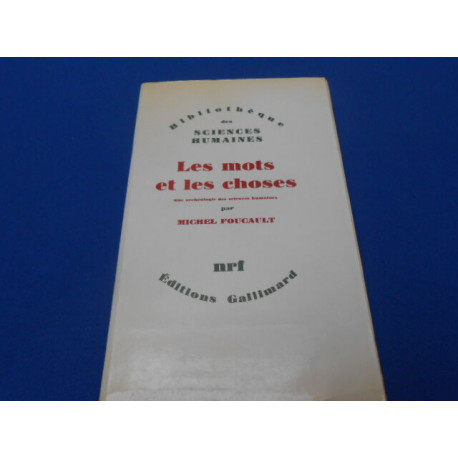 Bibliothèque
des
SCIENCES
HUMAINES
Les mots
et les choses
Une archéologie des sciences humaines
par
MICHEL FOUCAULT
nrf
Éditions Gallimard